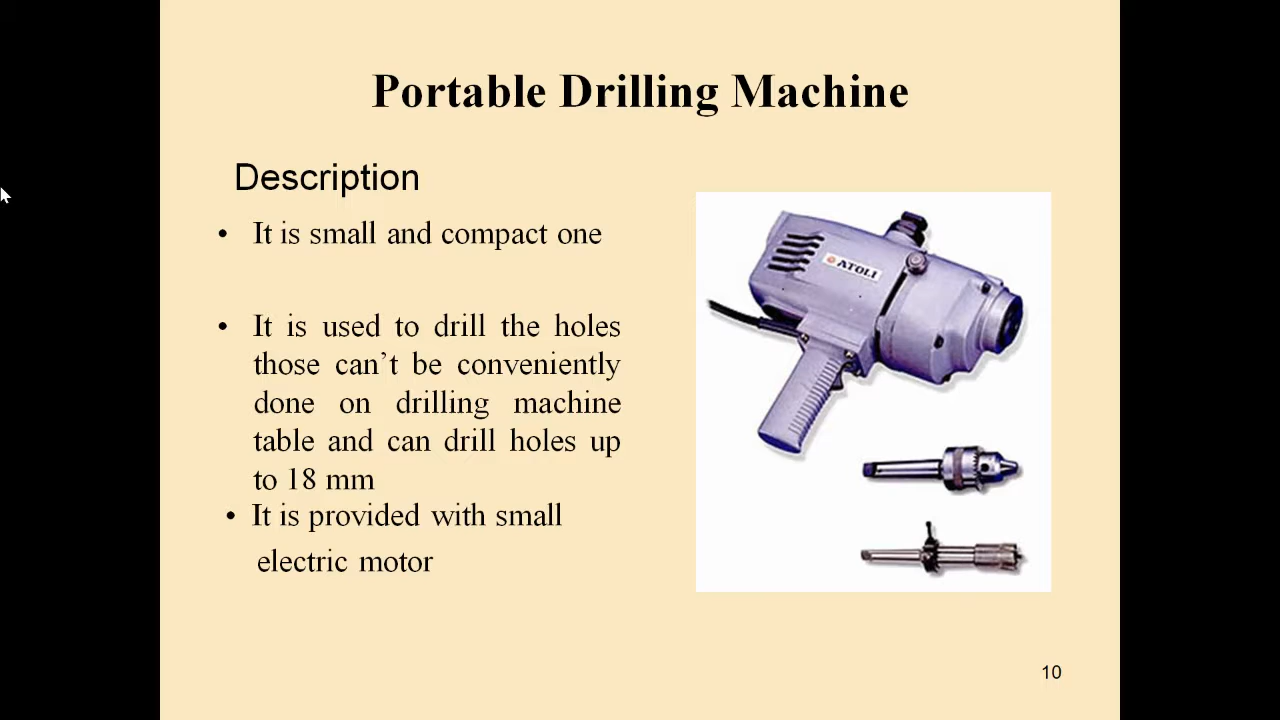 Portable Drilling Machine
Description
• It is small and compact one
• It is used to drill the holes
those can’t be conveniently
done on drilling machine
table and can drill holes up
to 18 mm
• It is provided with small
electric motor
ATOLI
10